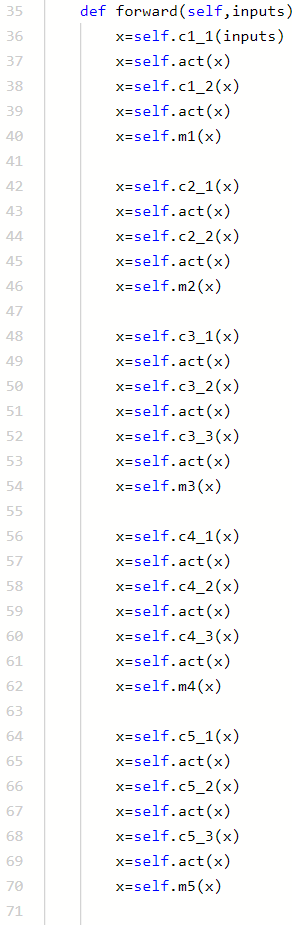 35 def forward(self,inputs)
36 x=self.c1_1(inputs)
37 x=self.act(x)
38 x=self.c1_2(x)
39 x=self.act(x)
40 x=self.m1(x)
41
42 x=self.c2_1(x)
43 x=self.act(x)
44 x=self.c2_2(x)
45 x=self.act(x)
46 x=self.m2(x)
47
48 x=self.c3_1(x)
49 x=self.act(x)
50 x=self.c3_2(x)
51 x=self.act(x)
52 x=self.c3_3(x)
53 x=self.act(x)
54 x=self.m3(x)
55
56 x=self.c4_1(x)
57 x=self.act(x)
58 x=self.c4_2(x)
59 x=self.act(x)
60 x=self.c4_3(x)
61 x=self.act(x)
62 x=self.m4(x)
63
64 x=self.c5_1(x)
65 x=self.act(x)
66 x=self.c5_2(x)
67 x=self.act(x)
68 x=self.c5_3(x)
69 x=self.act(x)
70 x=self.m5(x)
71